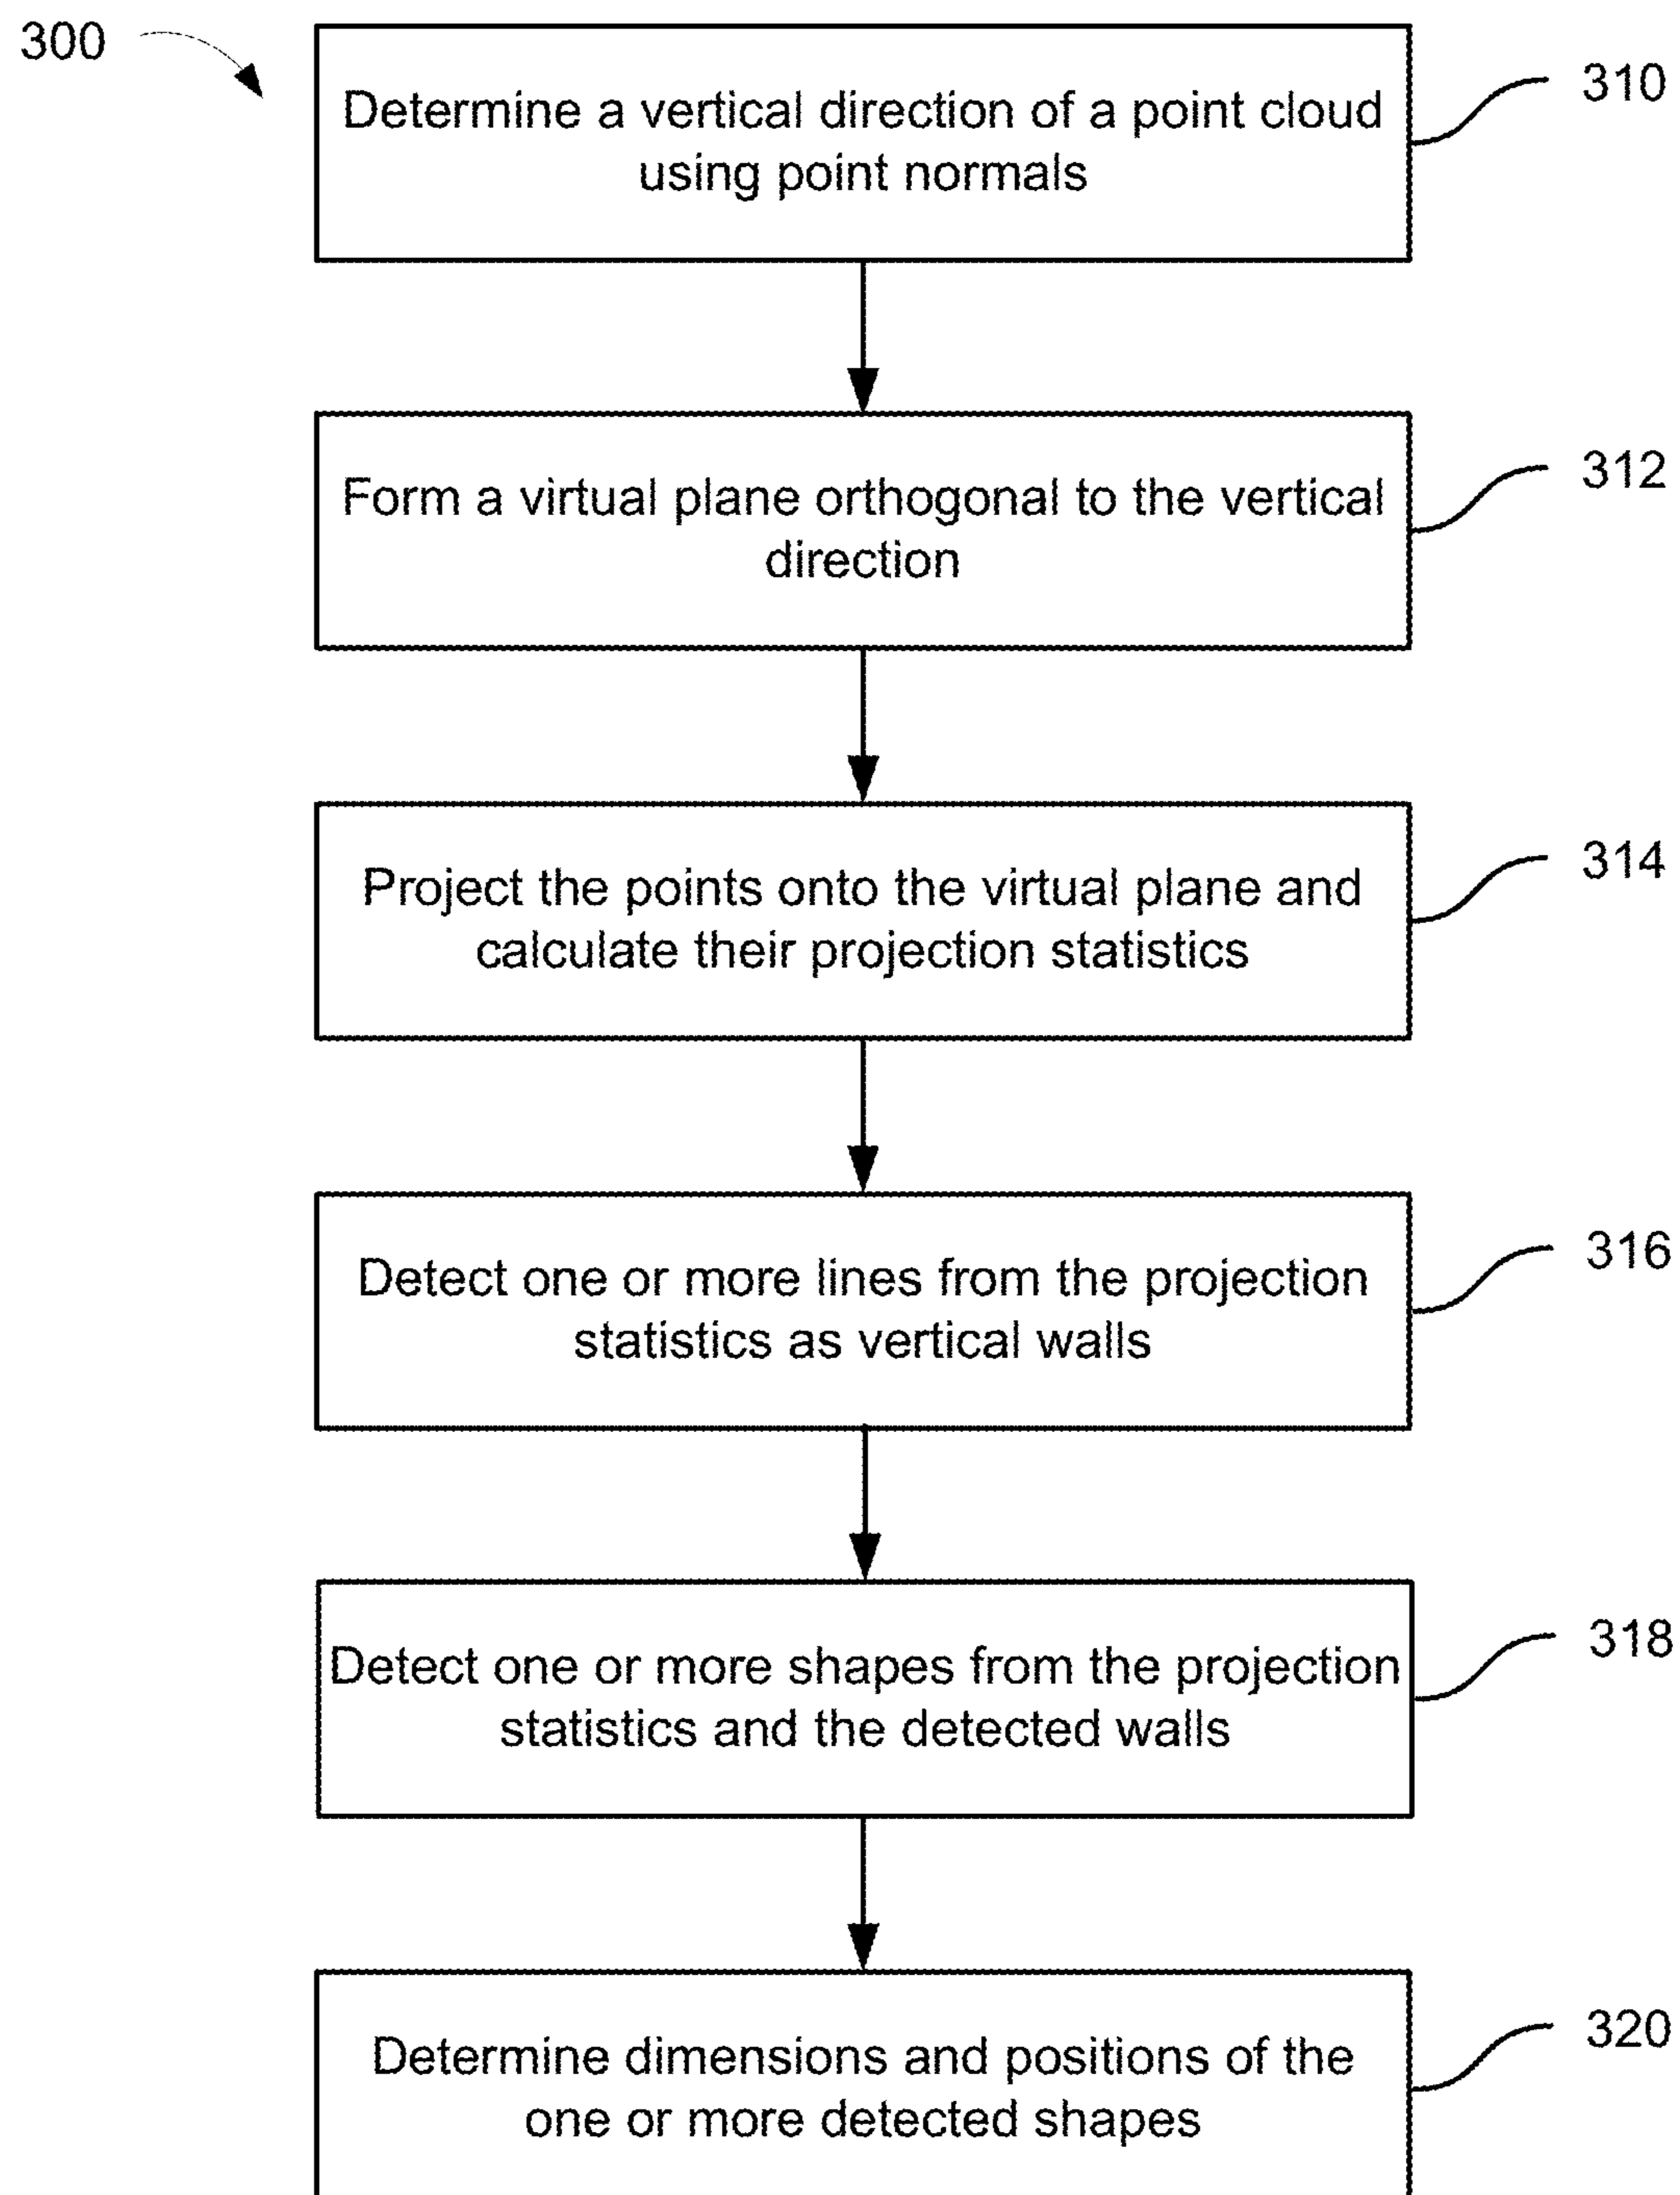 300
Determine a vertical direction of a point cloud
using point normals
310
Form a virtual plane orthogonal to the vertical
direction
312
Project the points onto the virtual plane and
calculate their projection statistics
314
Detect one or more lines from the projection
statistics as vertical walls
316
Detect one or more shapes from the projection
statistics and the detected walls
318
Determine dimensions and positions of the
one or more detected shapes
320